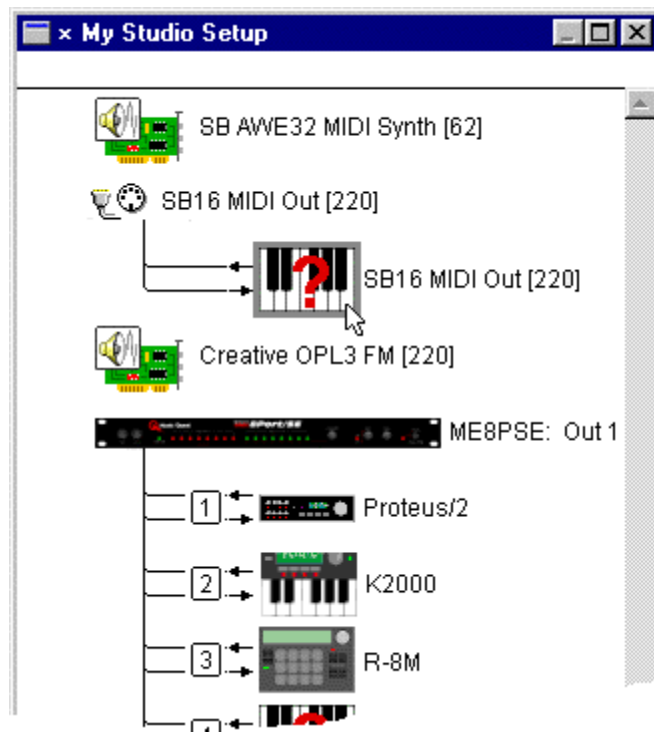 × My Studio Setup
SB AWE32 MIDI Synth [62]
SB16 MIDI Out [220]
?
SB16 MIDI Out [220]
Creative OPL3 FM [220]
ME8PSE: Out 1
1
Proteus/2
2
K2000
3
R-8M
4